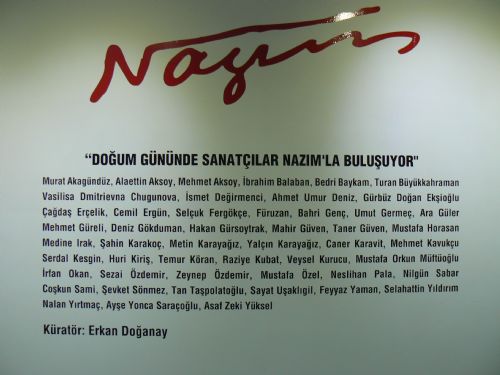 Nazım
“DOĞUM GÜNÜNDE SANATÇILAR NAZIM'LA BULUŞUYOR"
Murat Akagündüz, Alaettin Aksoy, Mehmet Aksoy, İbrahim Balaban, Bedri Baykam, Turan Büyükkahraman
Vasilisa Dmitrievna Chugunova, İsmet Değirmenci, Ahmet Umur Deniz, Gürbüz Doğan Ekşioğlu
Çağdaş Erçelik, Cemil Ergün, Selçuk Fergökçe, Füruzan, Bahri Genç, Umut Germeç, Ara Güler
Mehmet Güreli, Deniz Gökduman, Hakan Gürsoytrak, Mahir Güven, Taner Güven, Mustafa Horasan
Medine Irak, Şahin Karakoç, Metin Karayağız, Yalçın Karayağız, Caner Karavit, Mehmet Kavukçu
Serdal Kesgin, Huri Kiriş, Temur Köran, Raziye Kubat, Veysel Kurucu, Mustafa Orkun Müftüoğlu
İrfan Okan, Sezai Özdemir, Zeynep Özdemir, Mustafa Özel, Neslihan Pala, Nilgün Sabar
Coşkun Sami, Şevket Sönmez, Tan Taşpolatoğlu, Sayat Uşaklıgil, Feyyaz Yaman, Selahattin Yıldırım
Nalan Yırtmaç, Ayşe Yonca Saraçoğlu, Asaf Zeki Yüksel
Küratör: Erkan Doğanay